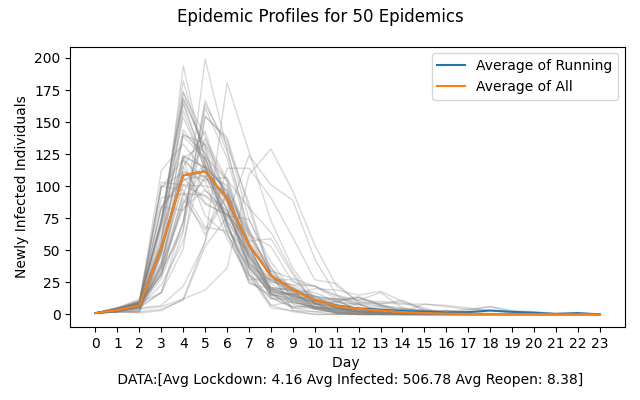 Epidemic Profiles for 50 Epidemics
Newly Infected Individuals
200
175
150
125
100
75
50
25
0
Average of Running
Average of All
0 1 2 3 4 5 6 7 8 9 10 11 12 13 14 15 16 17 18 19 20 21 22 23
Day
DATA:[Avg Lockdown: 4.16 Avg Infected: 506.78 Avg Reopen: 8.38]